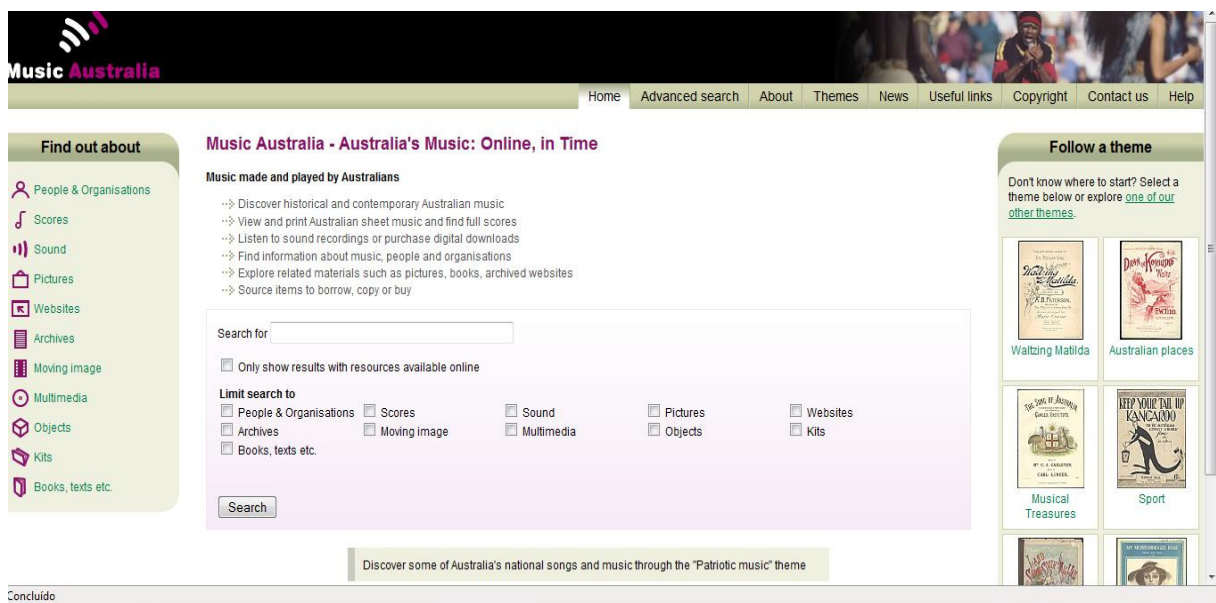 Music Australia
Home Advanced search About Themes News Useful links Copyright Contact us Help
Find out about
People & Organisations
Scores
Sound
Pictures
Websites
Archives
Moving image
Multimedia
Objects
Kits
Books, texts etc.
Music Australia - Australia's Music: Online, in Time
Music made and played by Australians
Discover historical and contemporary Australian music
View and print Australian sheet music and find full scores
Listen to sound recordings or purchase digital downloads
Find information about music, people and organisations
Explore related materials such as pictures, books, archived websites
Source items to borrow, copy or buy
Search for
Only show results with resources available online
Limit search to
People & Organisations Scores Sound Pictures Websites
Archives Moving image Multimedia Objects Kits
Books, texts etc.
Search
Discover some of Australia's national songs and music through the "Patriotic music" theme
Follow a theme
Don't know where to start? Select a
theme below or explore one of our
other themes.
Waltzing
Matilda
Waltzing Matilda
Australian places
KEEP YOUR TAIL UP
KANGAROO
Musical
Treasures
Sport
Concluído